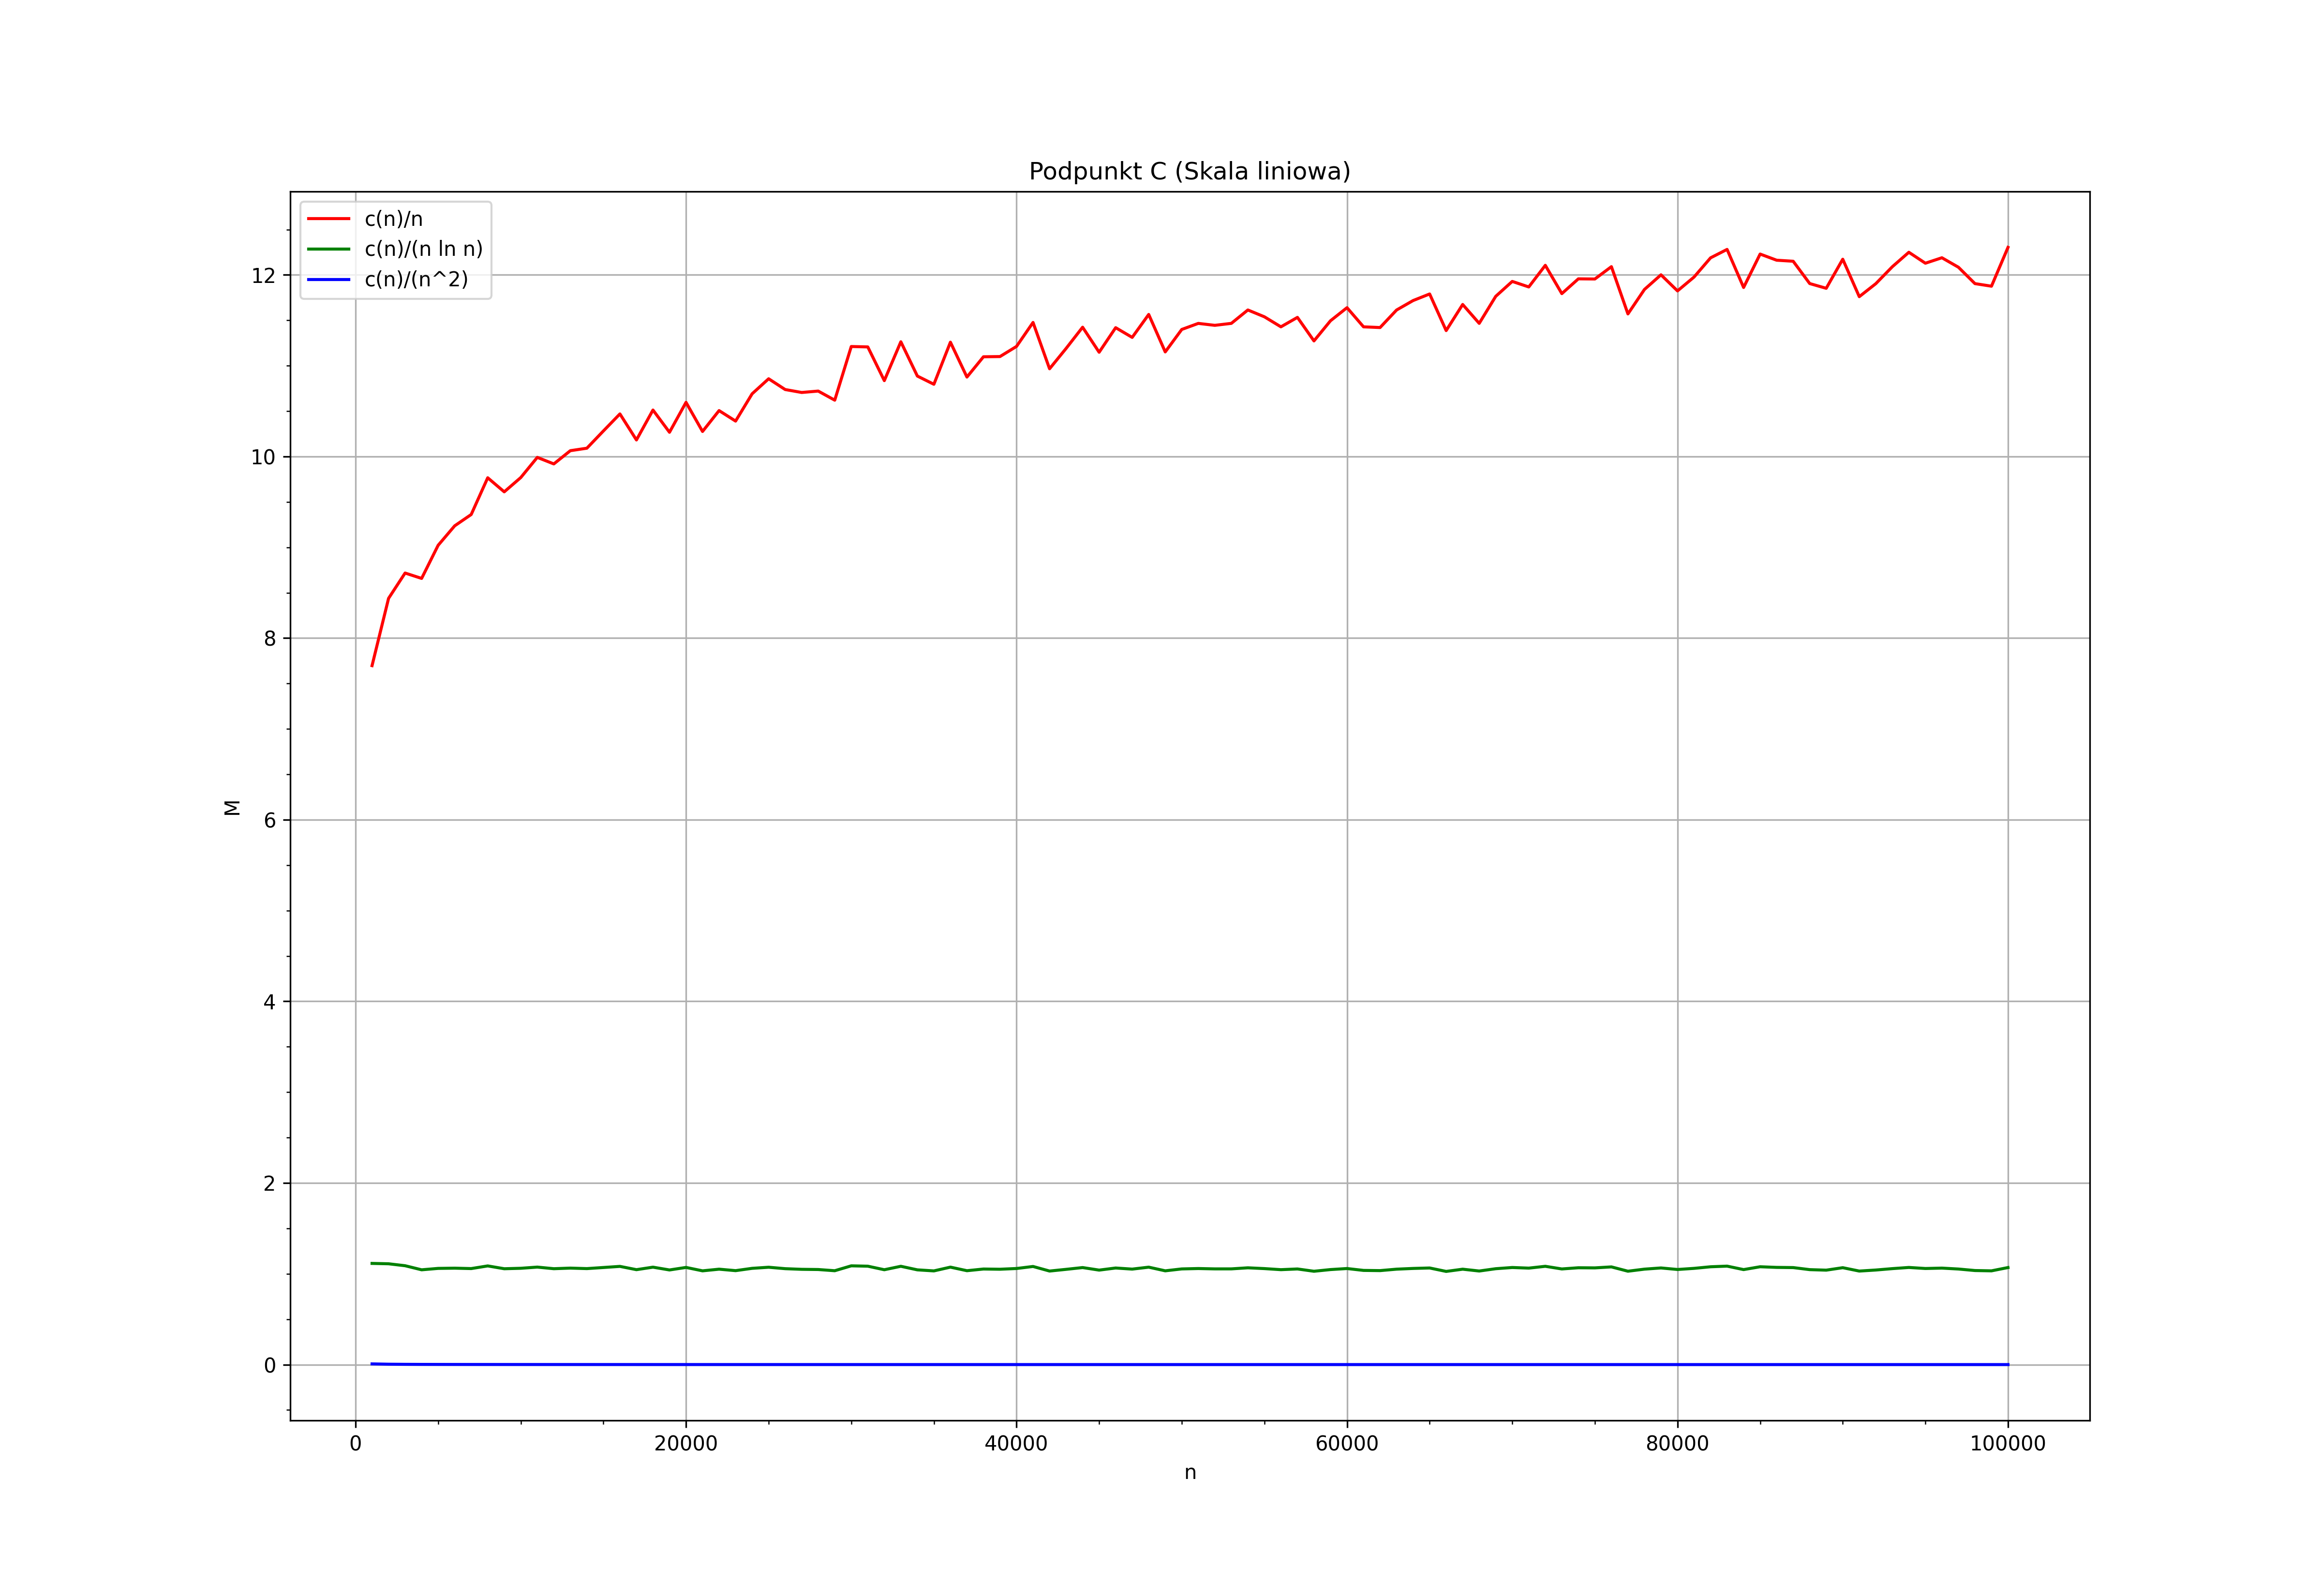 Podpunkt C (Skala liniowa)
c(n)/n
c(n)/(n ln n)
c(n)/(n^2)
12
10
8
6
4
2
0
M
0 20000 40000 60000 80000 100000
n